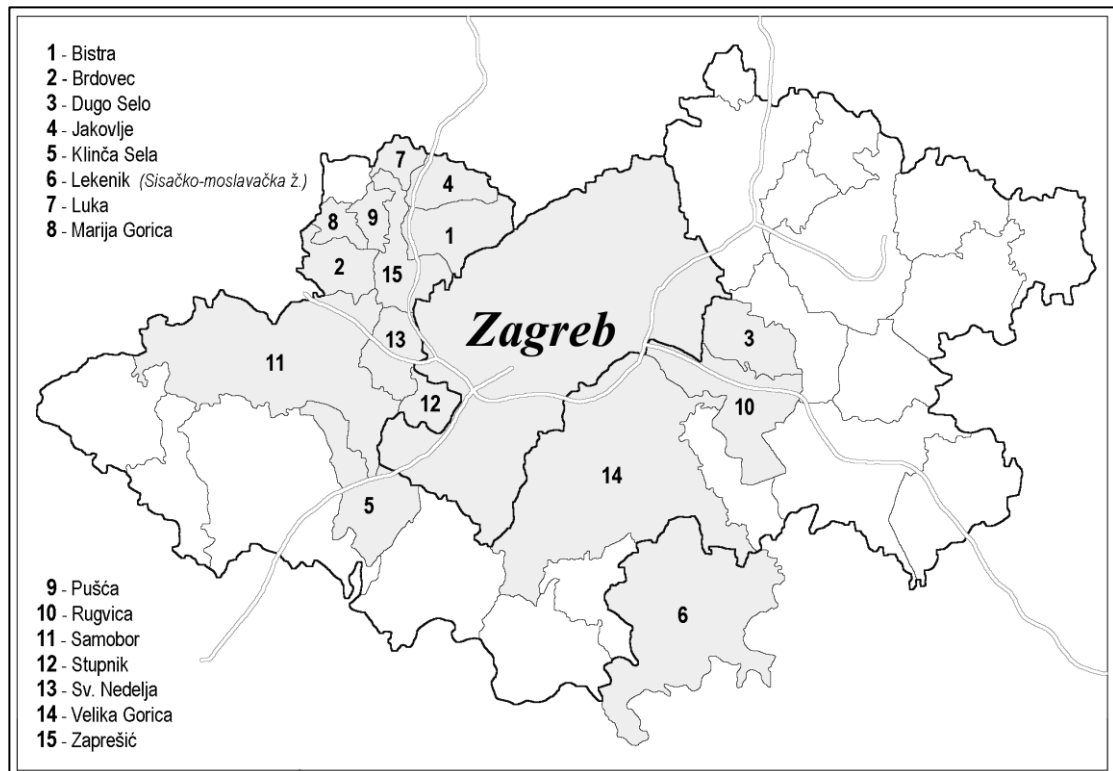 1 - Bistra
2 - Brdovec
3 - Dugo Selo
4 - Jakovlje
5 - Klinča Sela
6 - Lekenik (Sisačko-moslavačka ž.)
7 - Luka
8 - Marija Gorica
7
4
8
9
1
2
15
Zagreb
13
3
11
12
10
14
5
6
9 - Pušća
10 - Rugvica
11 - Samobor
12 - Stupnik
13 - Sv. Nedelja
14 - Velika Gorica
15 - Zaprešić